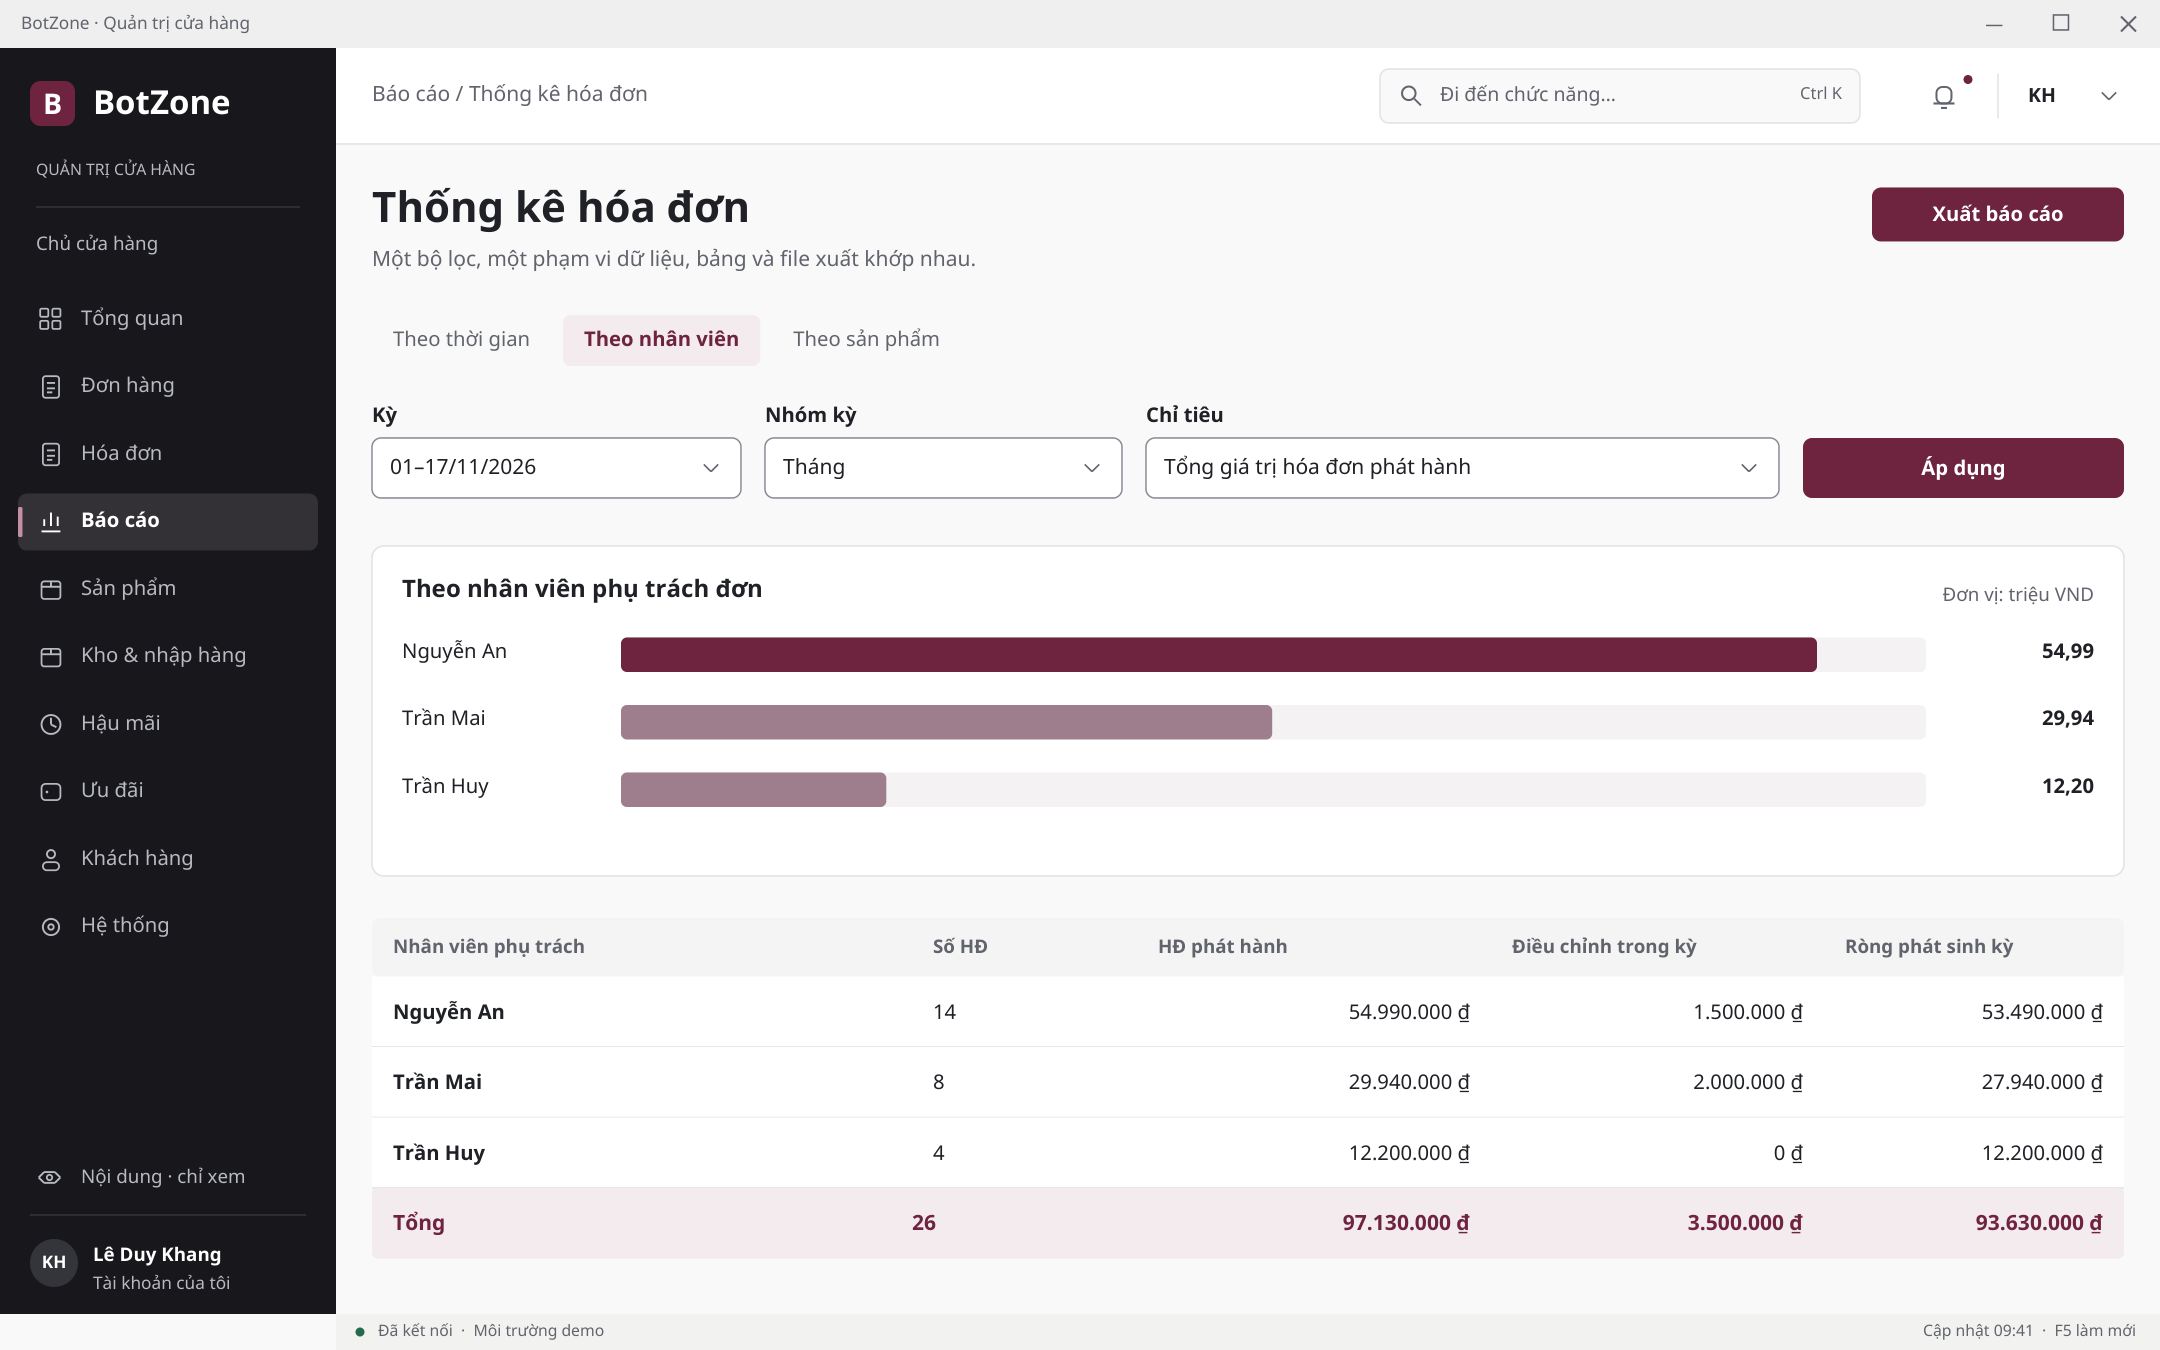 BotZone · Quản trị cửa hàng
B BotZone
QUẢN TRỊ CỬA HÀNG
Chủ cửa hàng
Tổng quan
Đơn hàng
Hóa đơn
Báo cáo
Sản phẩm
Kho & nhập hàng
Hậu mãi
Ưu đãi
Khách hàng
Hệ thống
Nội dung · chỉ xem
KH
Lê Duy Khang
Tài khoản của tôi
Báo cáo / Thống kê hóa đơn
Đi đến chức năng... Ctrl K
KH
Thống kê hóa đơn
Xuất báo cáo
Một bộ lọc, một phạm vi dữ liệu, bảng và file xuất khớp nhau.
Theo thời gian Theo nhân viên Theo sản phẩm
Kỳ Nhóm kỳ Chỉ tiêu
01–17/11/2026 Tháng Tổng giá trị hóa đơn phát hành Áp dụng
Theo nhân viên phụ trách đơn
Đơn vị: triệu VND
Nguyễn An 54,99
Trần Mai 29,94
Trần Huy 12,20
Nhân viên phụ trách Số HĐ HĐ phát hành Điều chỉnh trong kỳ Ròng phát sinh kỳ
Nguyễn An 14 54.990.000 ₫ 1.500.000 ₫ 53.490.000 ₫
Trần Mai 8 29.940.000 ₫ 2.000.000 ₫ 27.940.000 ₫
Trần Huy 4 12.200.000 ₫ 0 ₫ 12.200.000 ₫
Tổng 26 97.130.000 ₫ 3.500.000 ₫ 93.630.000 ₫
Đã kết nối · Môi trường demo
Cập nhật 09:41 · F5 làm mới